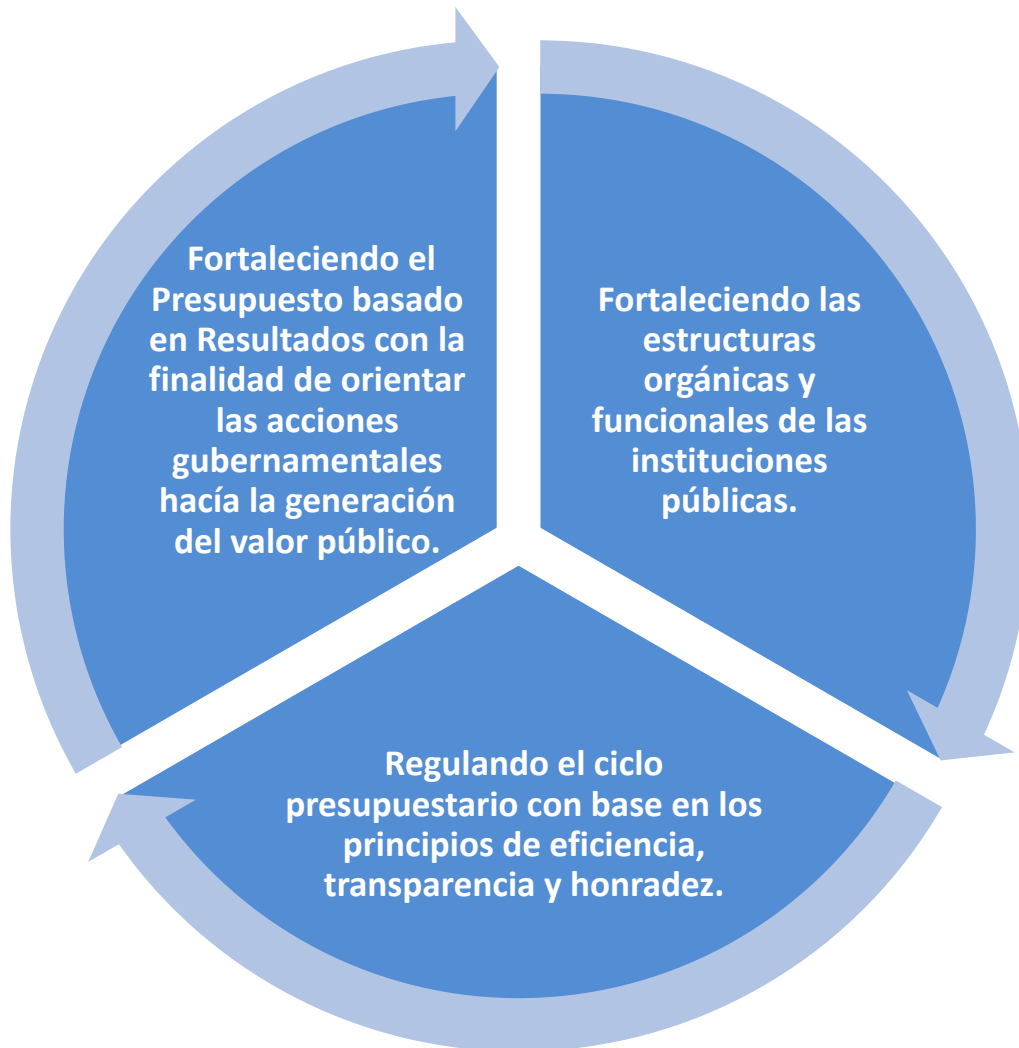 Fortaleciendo el
Presupuesto basado
en Resultados con la
finalidad de orientar
las acciones
gubernamentales
hacía la generación
del valor público.
Fortaleciendo las
estructuras
orgánicas y
funcionales de las
instituciones
públicas.
Regulando el ciclo
presupuestario con base en los
principios de eficiencia,
transparencia y honradez.